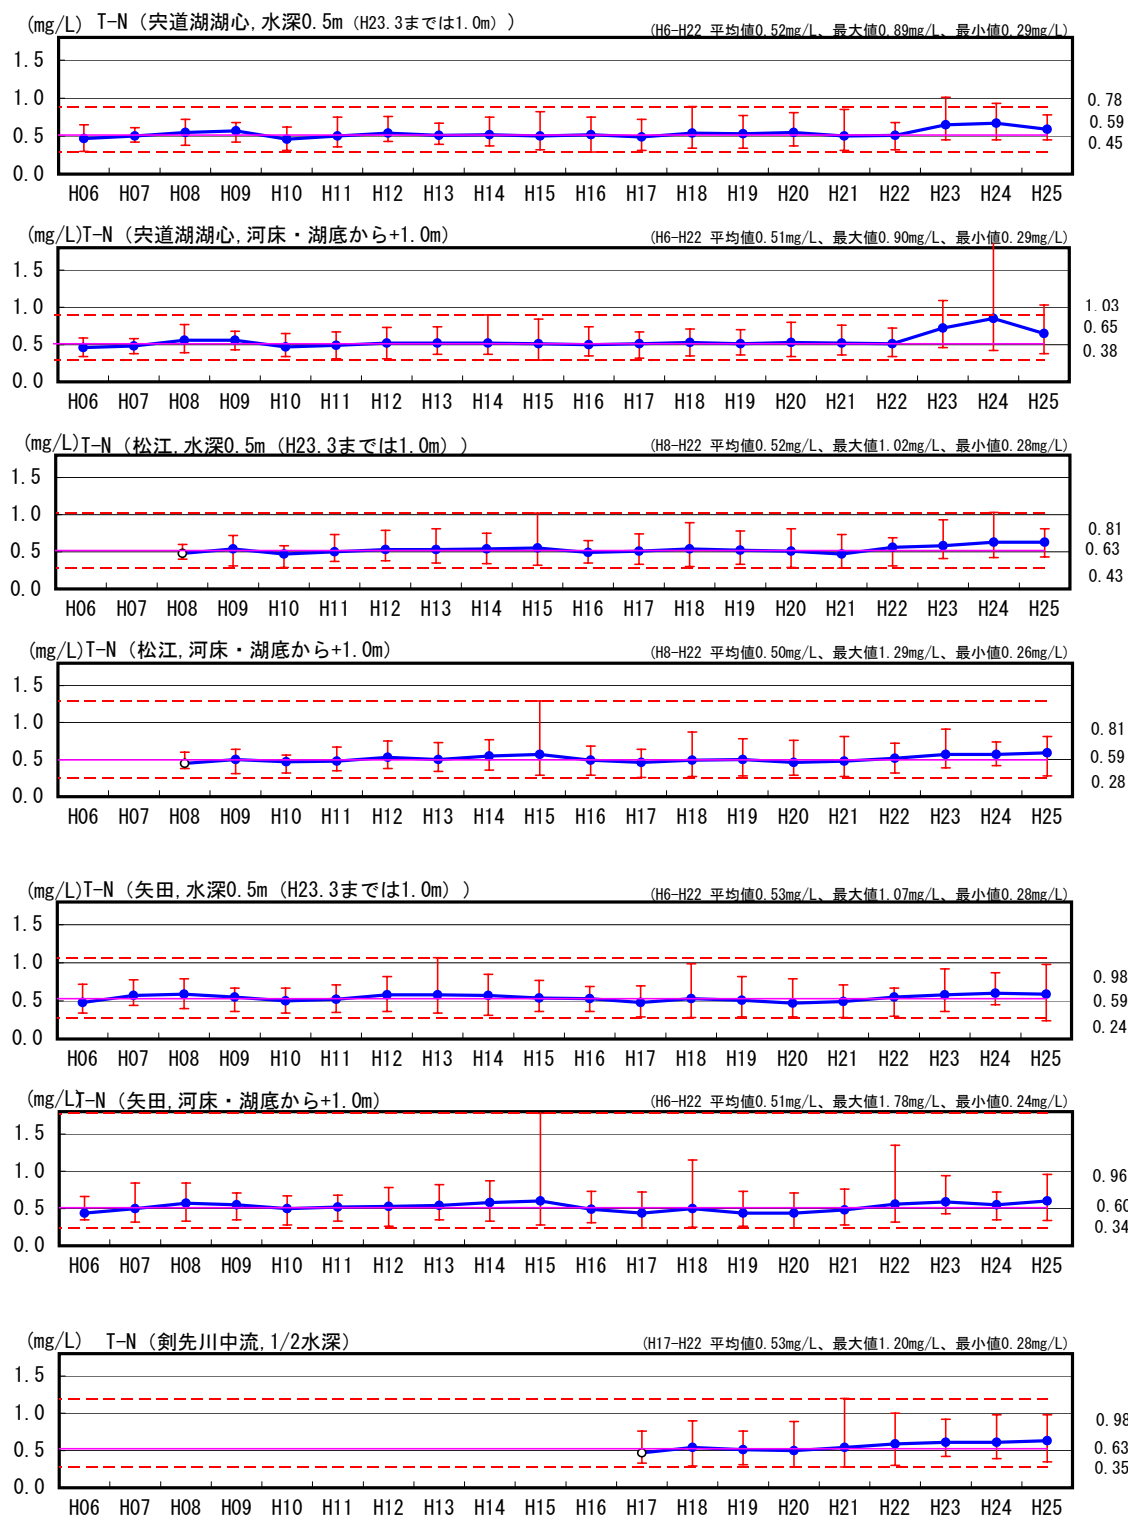 (mg/L) T-N (宍道湖湖心, 水深0.5m (H23.3までは1.0m) )
(H6-H22 平均値0.52mg/L、最大値0.89mg/L、最小値0.29mg/L)
1.5
1.0
0.5
0.0
0.78
0.59
0.45
H06 H07 H08 H09 H10 H11 H12 H13 H14 H15 H16 H17 H18 H19 H20 H21 H22 H23 H24 H25
(mg/L)T-N (宍道湖湖心, 河床・湖底から+1.0m)
(H6-H22 平均値0.51mg/L、最大値0.90mg/L、最小値0.29mg/L)
1.5
1.0
0.5
0.0
1.03
0.65
0.38
H06 H07 H08 H09 H10 H11 H12 H13 H14 H15 H16 H17 H18 H19 H20 H21 H22 H23 H24 H25
(mg/L)T-N (松江, 水深0.5m (H23.3までは1.0m) )
(H8-H22 平均値0.52mg/L、最大値1.02mg/L、最小値0.28mg/L)
1.5
1.0
0.5
0.0
0.81
0.63
0.43
H06 H07 H08 H09 H10 H11 H12 H13 H14 H15 H16 H17 H18 H19 H20 H21 H22 H23 H24 H25
(mg/L)T-N (松江, 河床・湖底から+1.0m)
(H8-H22 平均値0.50mg/L、最大値1.29mg/L、最小値0.26mg/L)
1.5
1.0
0.5
0.0
0.81
0.59
0.28
H06 H07 H08 H09 H10 H11 H12 H13 H14 H15 H16 H17 H18 H19 H20 H21 H22 H23 H24 H25
(mg/L)T-N (矢田, 水深0.5m (H23.3までは1.0m) )
(H6-H22 平均値0.53mg/L、最大値1.07mg/L、最小値0.28mg/L)
1.5
1.0
0.5
0.0
0.98
0.59
0.24
H06 H07 H08 H09 H10 H11 H12 H13 H14 H15 H16 H17 H18 H19 H20 H21 H22 H23 H24 H25
(mg/L)T-N (矢田, 河床・湖底から+1.0m)
(H6-H22 平均値0.51mg/L、最大値1.78mg/L、最小値0.24mg/L)
1.5
1.0
0.5
0.0
0.96
0.60
0.34
H06 H07 H08 H09 H10 H11 H12 H13 H14 H15 H16 H17 H18 H19 H20 H21 H22 H23 H24 H25
(mg/L) T-N (剣先川中流, 1/2水深)
(H17-H22 平均値0.53mg/L、最大値1.20mg/L、最小値0.28mg/L)
1.5
1.0
0.5
0.0
0.98
0.63
0.35
H06 H07 H08 H09 H10 H11 H12 H13 H14 H15 H16 H17 H18 H19 H20 H21 H22 H23 H24 H25